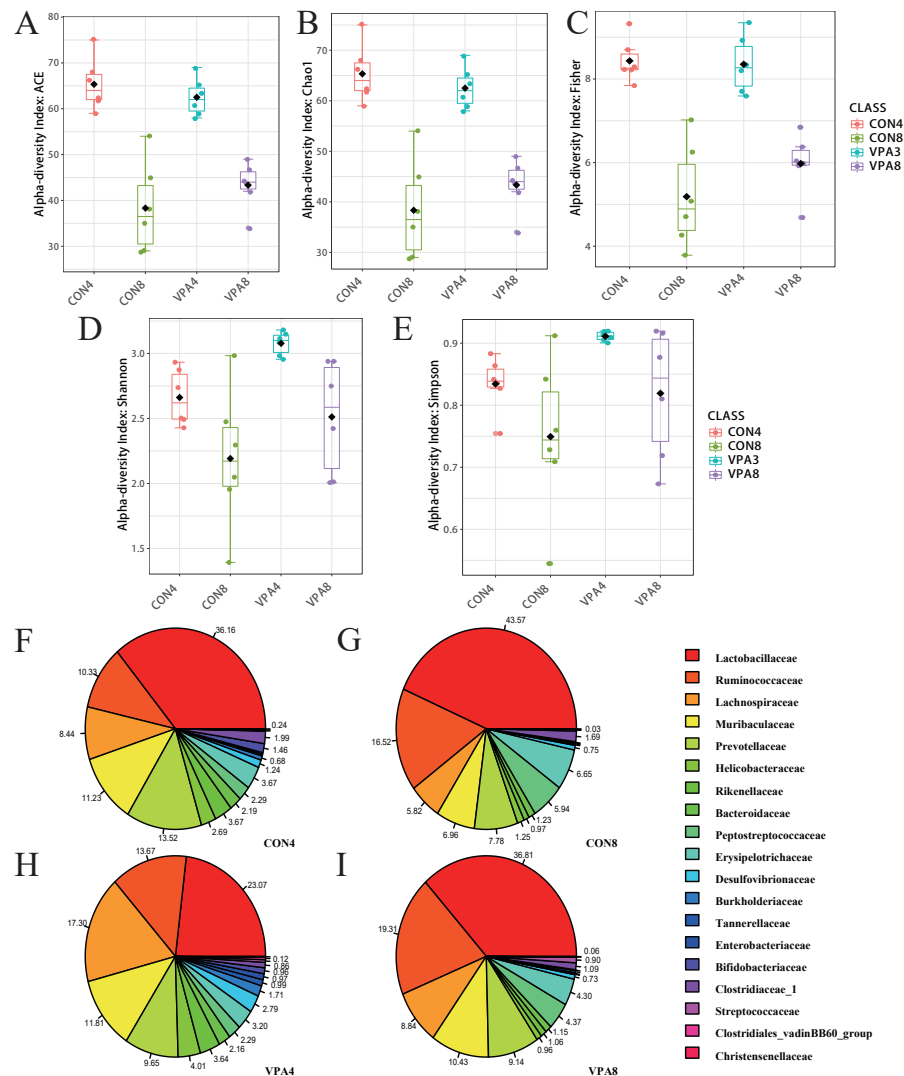 A
Alpha-diversity Index: ACE
80
70
60
50
40
30
CON4
CON8
VPA4
VPA8
B
Alpha-diversity Index: Chao1
70
60
50
40
30
CON4
CON8
VPA4
VPA8
C
Alpha-diversity Index: Fisher
8
6
4
CON4
CON8
VPA4
VPA8
CLASS
CON4
CON8
VPA3
VPA8
D
Alpha-diversity Index: Shannon
3.0
2.5
2.0
1.5
CON4
CON8
VPA4
VPA8
E
Alpha-diversity Index: Simpson
0.9
0.8
0.7
0.6
CON4
CON8
VPA4
VPA8
CLASS
CON4
CON8
VPA3
VPA8
F
36.16
10.33
8.44
11.23
13.52
2.69
3.67
2.19
2.29
3.67
1.24
0.68
1.46
1.99
0.24
CON4
G
43.57
16.52
5.82
6.96
7.78
1.25
0.97
1.23
5.94
6.65
0.75
1.69
0.03
CON8
H
23.07
13.67
17.30
11.81
9.65
4.01
3.64
2.16
2.29
3.20
2.79
1.71
0.99
0.97
0.96
0.86
0.12
VPA4
I
36.81
19.31
8.84
10.43
9.14
0.96
1.06
1.15
4.37
4.30
0.73
1.09
0.90
0.06
VPA8
Lactobacillaceae
Ruminococcaceae
Lachnospiraceae
Muribaculaceae
Prevotellaceae
Helicobacteraceae
Rikenellaceae
Bacteroidaceae
Peptostreptococcaceae
Erysipelotrichaceae
Desulfovibrionaceae
Burkholderiaceae
Tannerellaceae
Enterobacteriaceae
Bifidobacteriaceae
Clostridiaceae_1
Streptococcaceae
Clostridiales_vadinBB60_group
Christensenellaceae